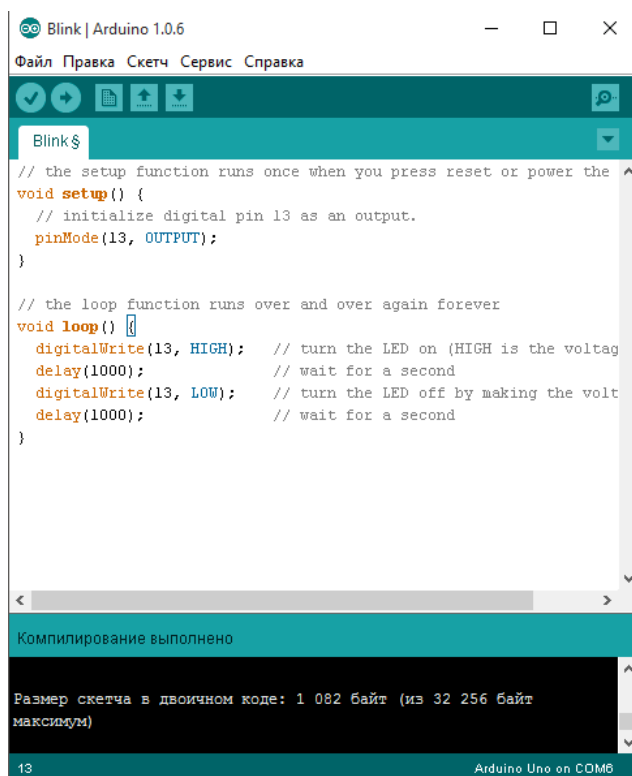 Blink | Arduino 1.0.6
Файл Правка Скетч Сервис Справка
Blink §
// the setup function runs once when you press reset or power the
void setup() {
  // initialize digital pin 13 as an output.
  pinMode(13, OUTPUT);
}
// the loop function runs over and over again forever
void loop() {
  digitalWrite(13, HIGH);   // turn the LED on (HIGH is the voltag
  delay(1000);              // wait for a second
  digitalWrite(13, LOW);    // turn the LED off by making the volt
  delay(1000);              // wait for a second
}
Компилирование выполнено
Размер скетча в двоичном коде: 1 082 байт (из 32 256 байт
максимум)
13 Arduino Uno on COM6